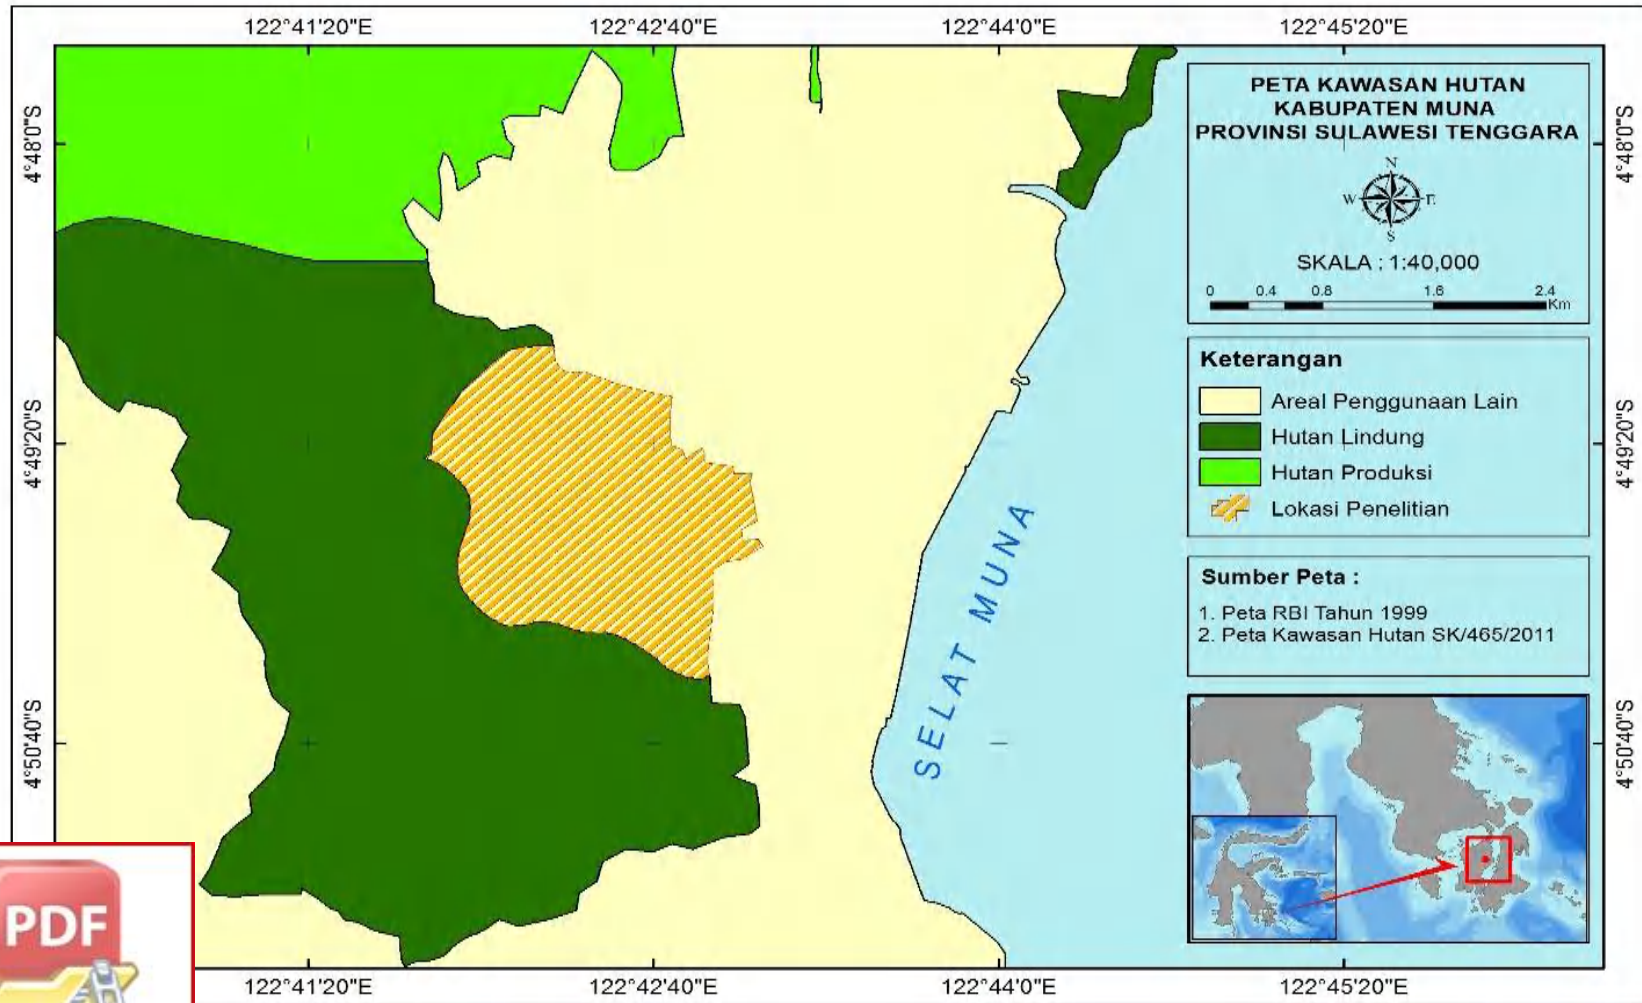 122°41'20"E 122°42'40"E 122°44'0"E 122°45'20"E
4°48'0"S
4°49'20"S
4°50'40"S
SELAT MUNA
PETA KAWASAN HUTAN
KABUPATEN MUNA
PROVINSI SULAWESI TENGGARA
N
W E
S
SKALA : 1:40,000
0 0.4 0.8 1.6 2.4
Km
Keterangan
Areal Penggunaan Lain
Hutan Lindung
Hutan Produksi
Lokasi Penelitian
Sumber Peta :
1. Peta RBI Tahun 1999
2. Peta Kawasan Hutan SK/465/2011
4°48'0"S
4°49'20"S
4°50'40"S
PDF
122°41'20"E 122°42'40"E 122°44'0"E 122°45'20"E